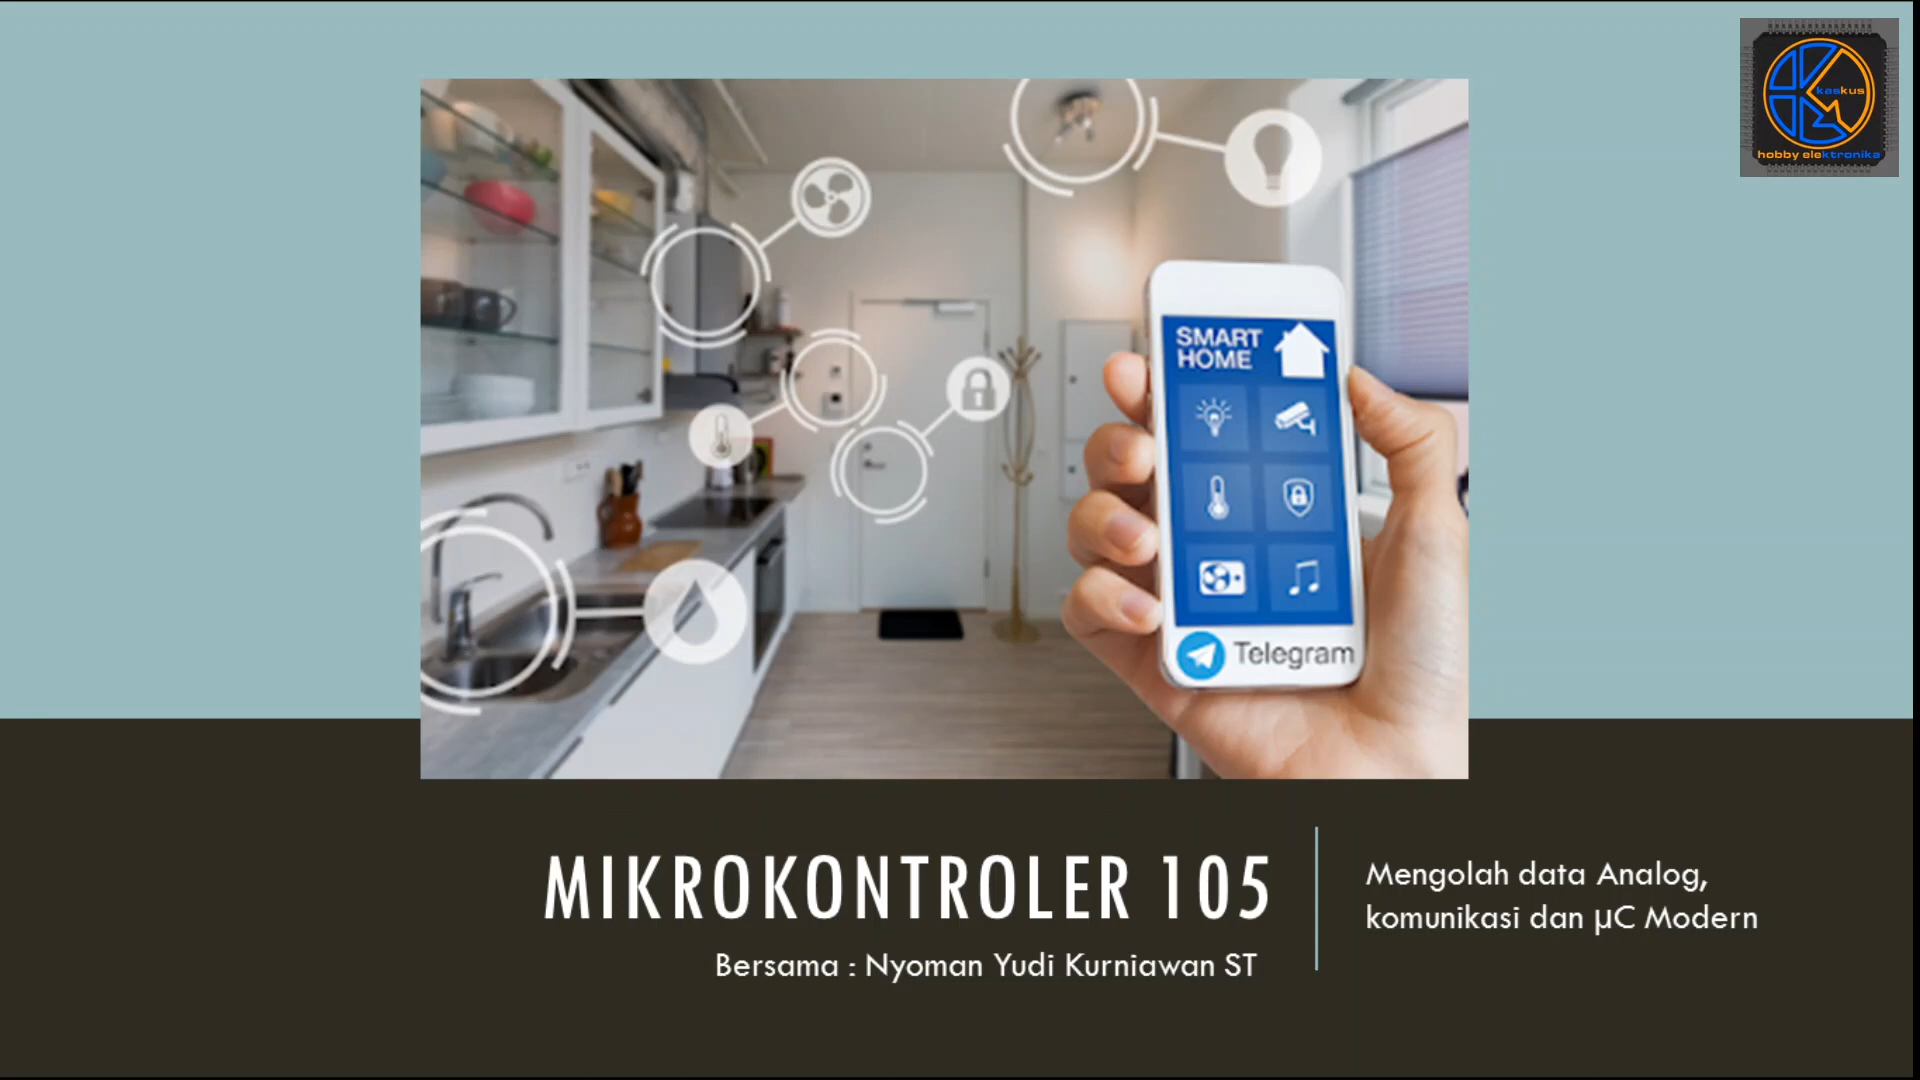 kaskus
hobby elektronika
SMART
HOME
Telegram
MIKROKONTROLER 105
Bersama : Nyoman Yudi Kurniawan ST
Mengolah data Analog,
komunikasi dan µC Modern